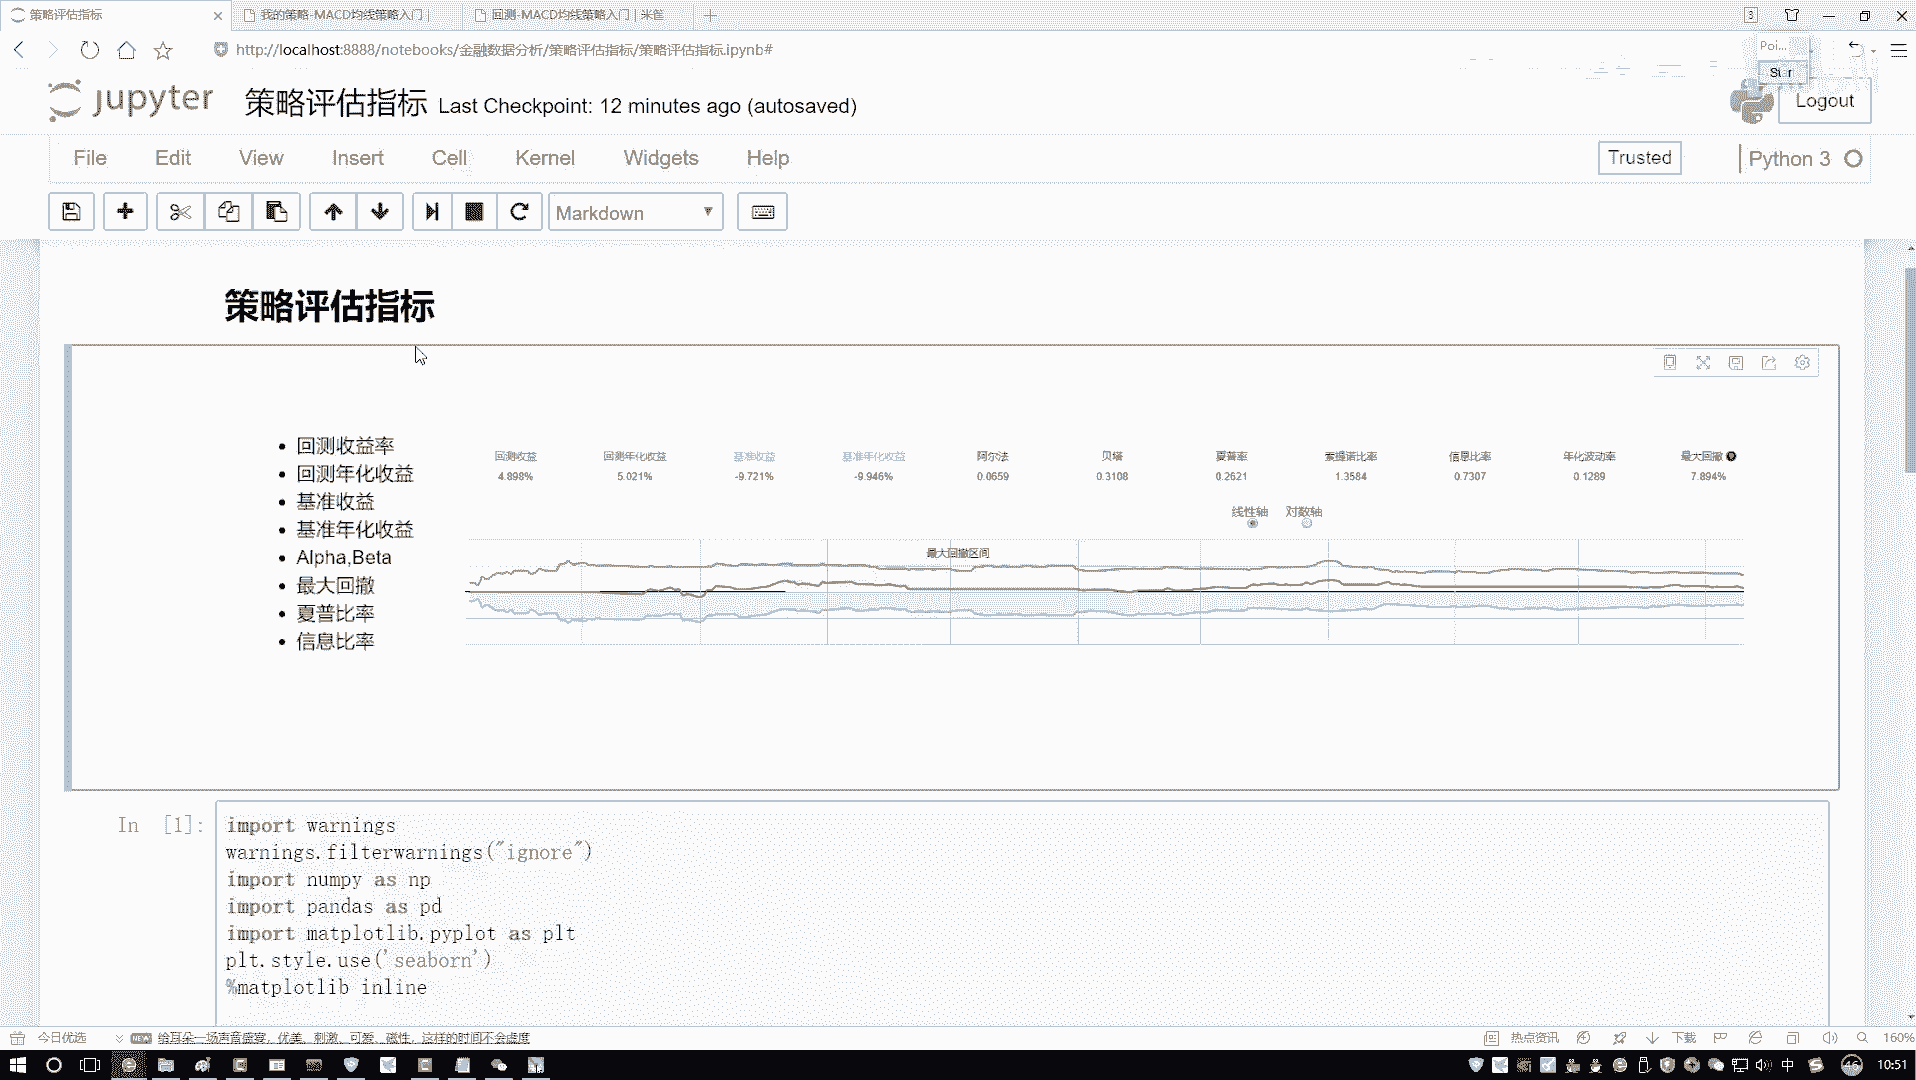 策略评估指标
我的策略-MACD均线策略入门 |
回测-MACD均线策略入门 | 米筐
3
http://localhost:8888/notebooks/金融数据分析/策略评估指标/策略评估指标.ipynb#
Poi...
jupyter
策略评估指标 Last Checkpoint: 12 minutes ago (autosaved)
Logout
File Edit View Insert Cell Kernel Widgets Help
Trusted
Python 3
Markdown
策略评估指标
回测收益率
回测年化收益
基准收益
基准年化收益
Alpha,Beta
最大回撤
夏普比率
信息比率
回测收益 回测年化收益 基准收益 基准年化收益 阿尔法 贝塔 夏普率 索提诺比率 信息比率 年化波动率 最大回撤
4.898% 5.021% -9.721% -9.946% 0.0659 0.3108 0.2621 1.3584 0.7307 0.1289 7.894%
线性轴 对数轴
最大回撤区间
In [1]:
import warnings
warnings.filterwarnings("ignore")
import numpy as np
import pandas as pd
import matplotlib.pyplot as plt
plt.style.use('seaborn')
%matplotlib inline
今日优选
NEW 给耳朵一场声音盛宴，优美、刺激、可爱、磁性，这样的时间不会虚度
热点资讯
下载
160%
中
46
10:51